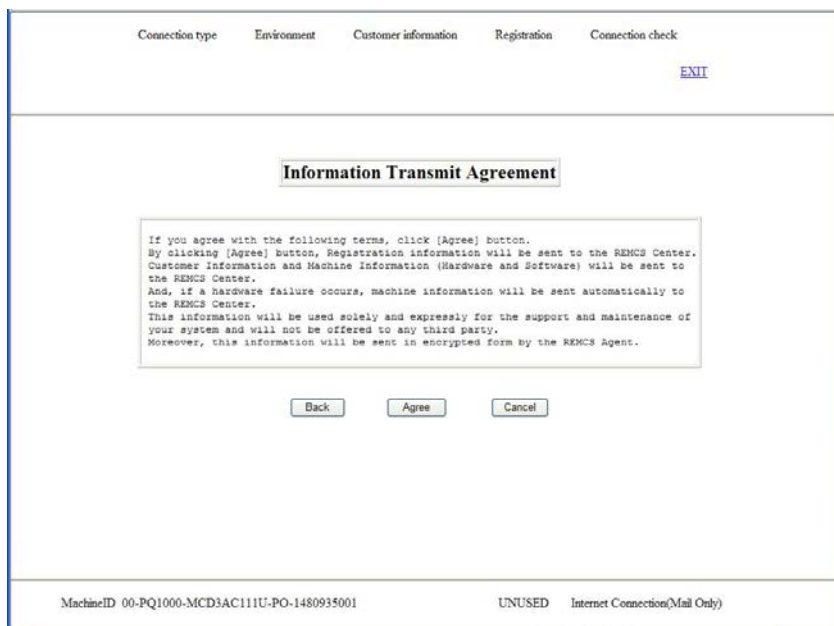 Connection type Environment Customer information Registration Connection check
EXIT
Information Transmit Agreement
If you agree with the following terms, click [Agree] button.
By clicking [Agree] button, Registration information will be sent to the REMCS Center.
Customer Information and Machine Information (Hardware and Software) will be sent to
the REMCS Center.
And, if a hardware failure occurs, machine information will be sent automatically to
the REMCS Center.
This information will be used solely and expressly for the support and maintenance of
your system and will not be offered to any third party.
Moreover, this information will be sent in encrypted form by the REMCS Agent.
Back Agree Cancel
MachineID 00-PQ1000-MCD3AC111U-PO-1480935001 UNUSED Internet Connection(Mail Only)